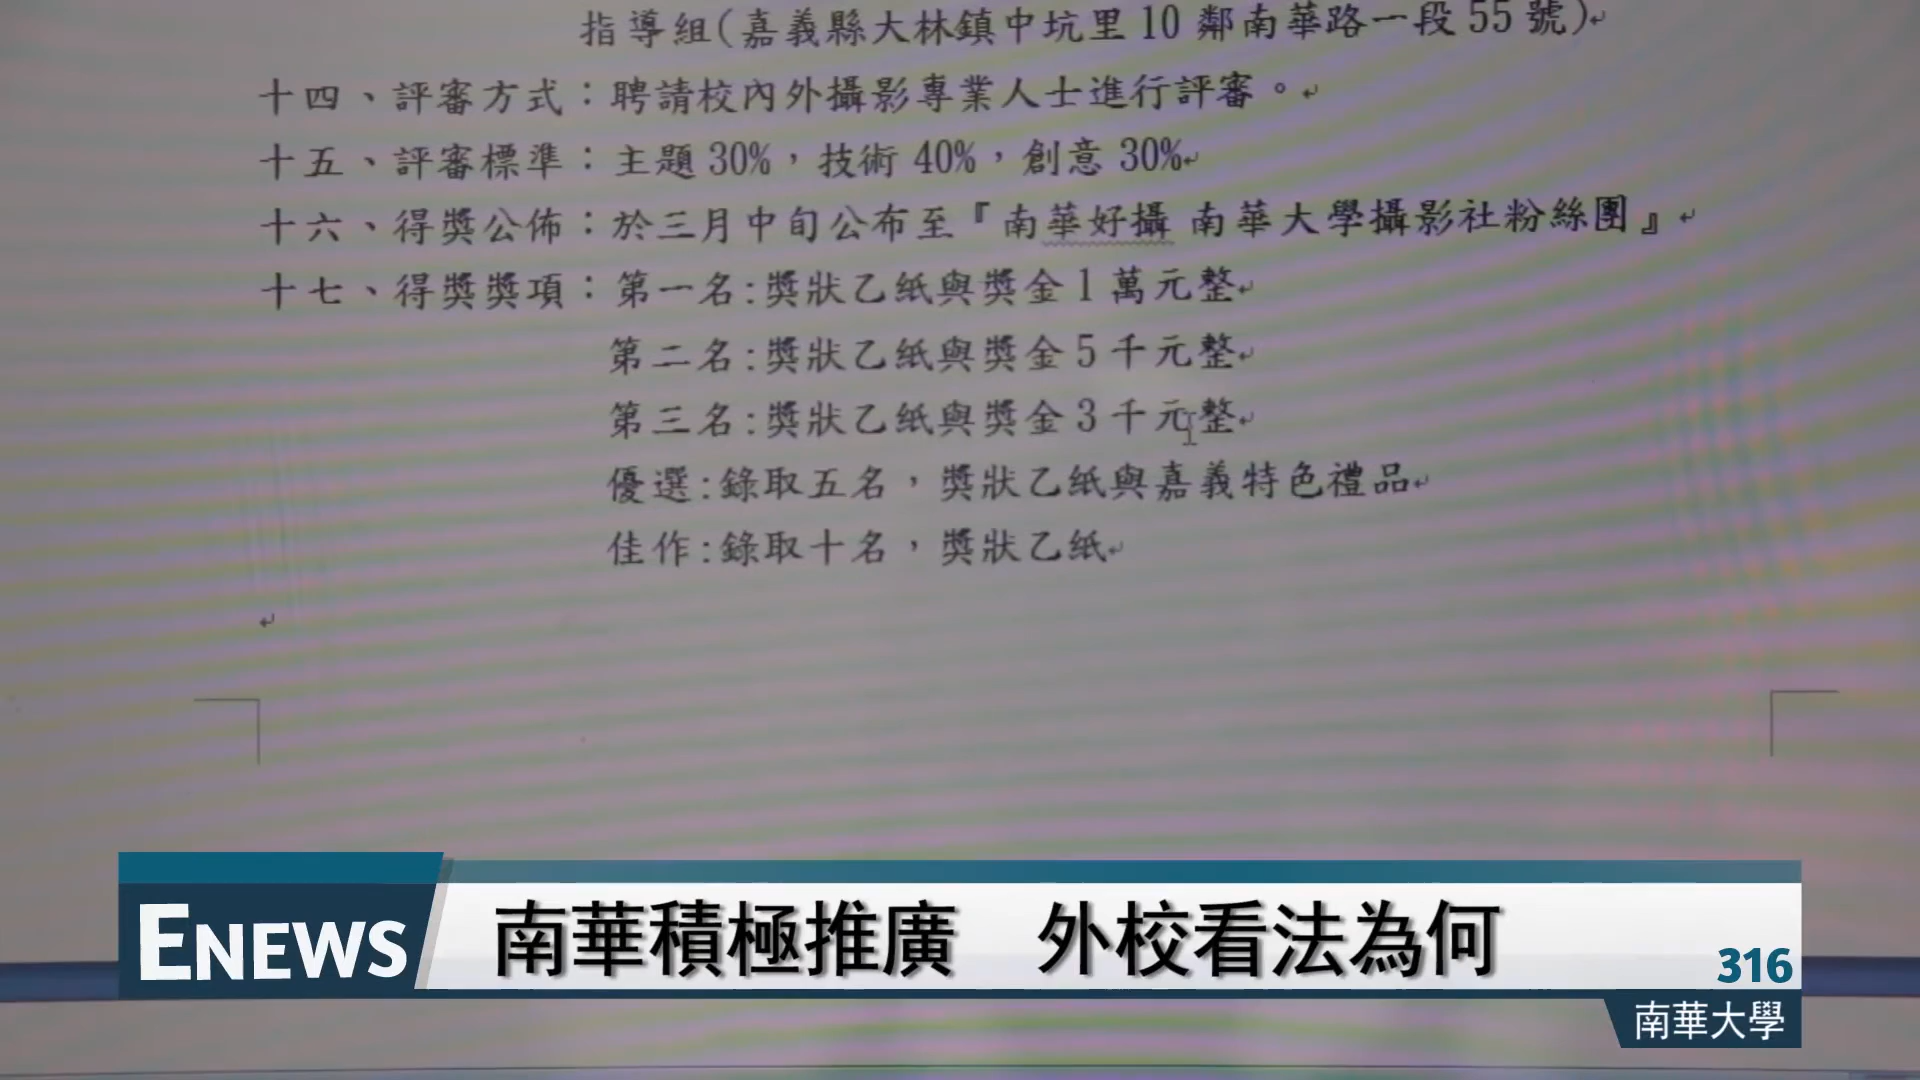 指導組(嘉義縣大林鎮中坑里10鄰南華路一段55號)
十四、評審方式：聘請校內外攝影專業人士進行評審。
十五、評審標準：主題30%，技術40%，創意30%
十六、得獎公佈：於三月中旬公布至『南華好攝 南華大學攝影社粉絲團』
十七、得獎獎項：第一名:獎狀乙紙與獎金1萬元整
第二名:獎狀乙紙與獎金5千元整
第三名:獎狀乙紙與獎金3千元整
優選:錄取五名，獎狀乙紙與嘉義特色禮品
佳作:錄取十名，獎狀乙紙
ENEWS 南華積極推廣 外校看法為何 316
南華大學